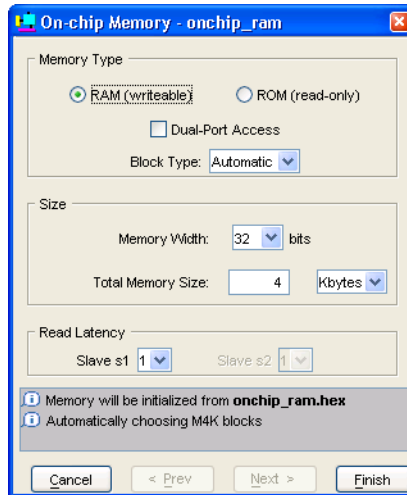 On-chip Memory - onchip_ram
Memory Type
RAM (writeable) ROM (read-only)
Dual-Port Access
Block Type: Automatic
Size
Memory Width: 32 bits
Total Memory Size: 4 Kbytes
Read Latency
Slave s1 1 Slave s2 1
Memory will be initialized from onchip_ram.hex
Automatically choosing M4K blocks
Cancel < Prev Next > Finish